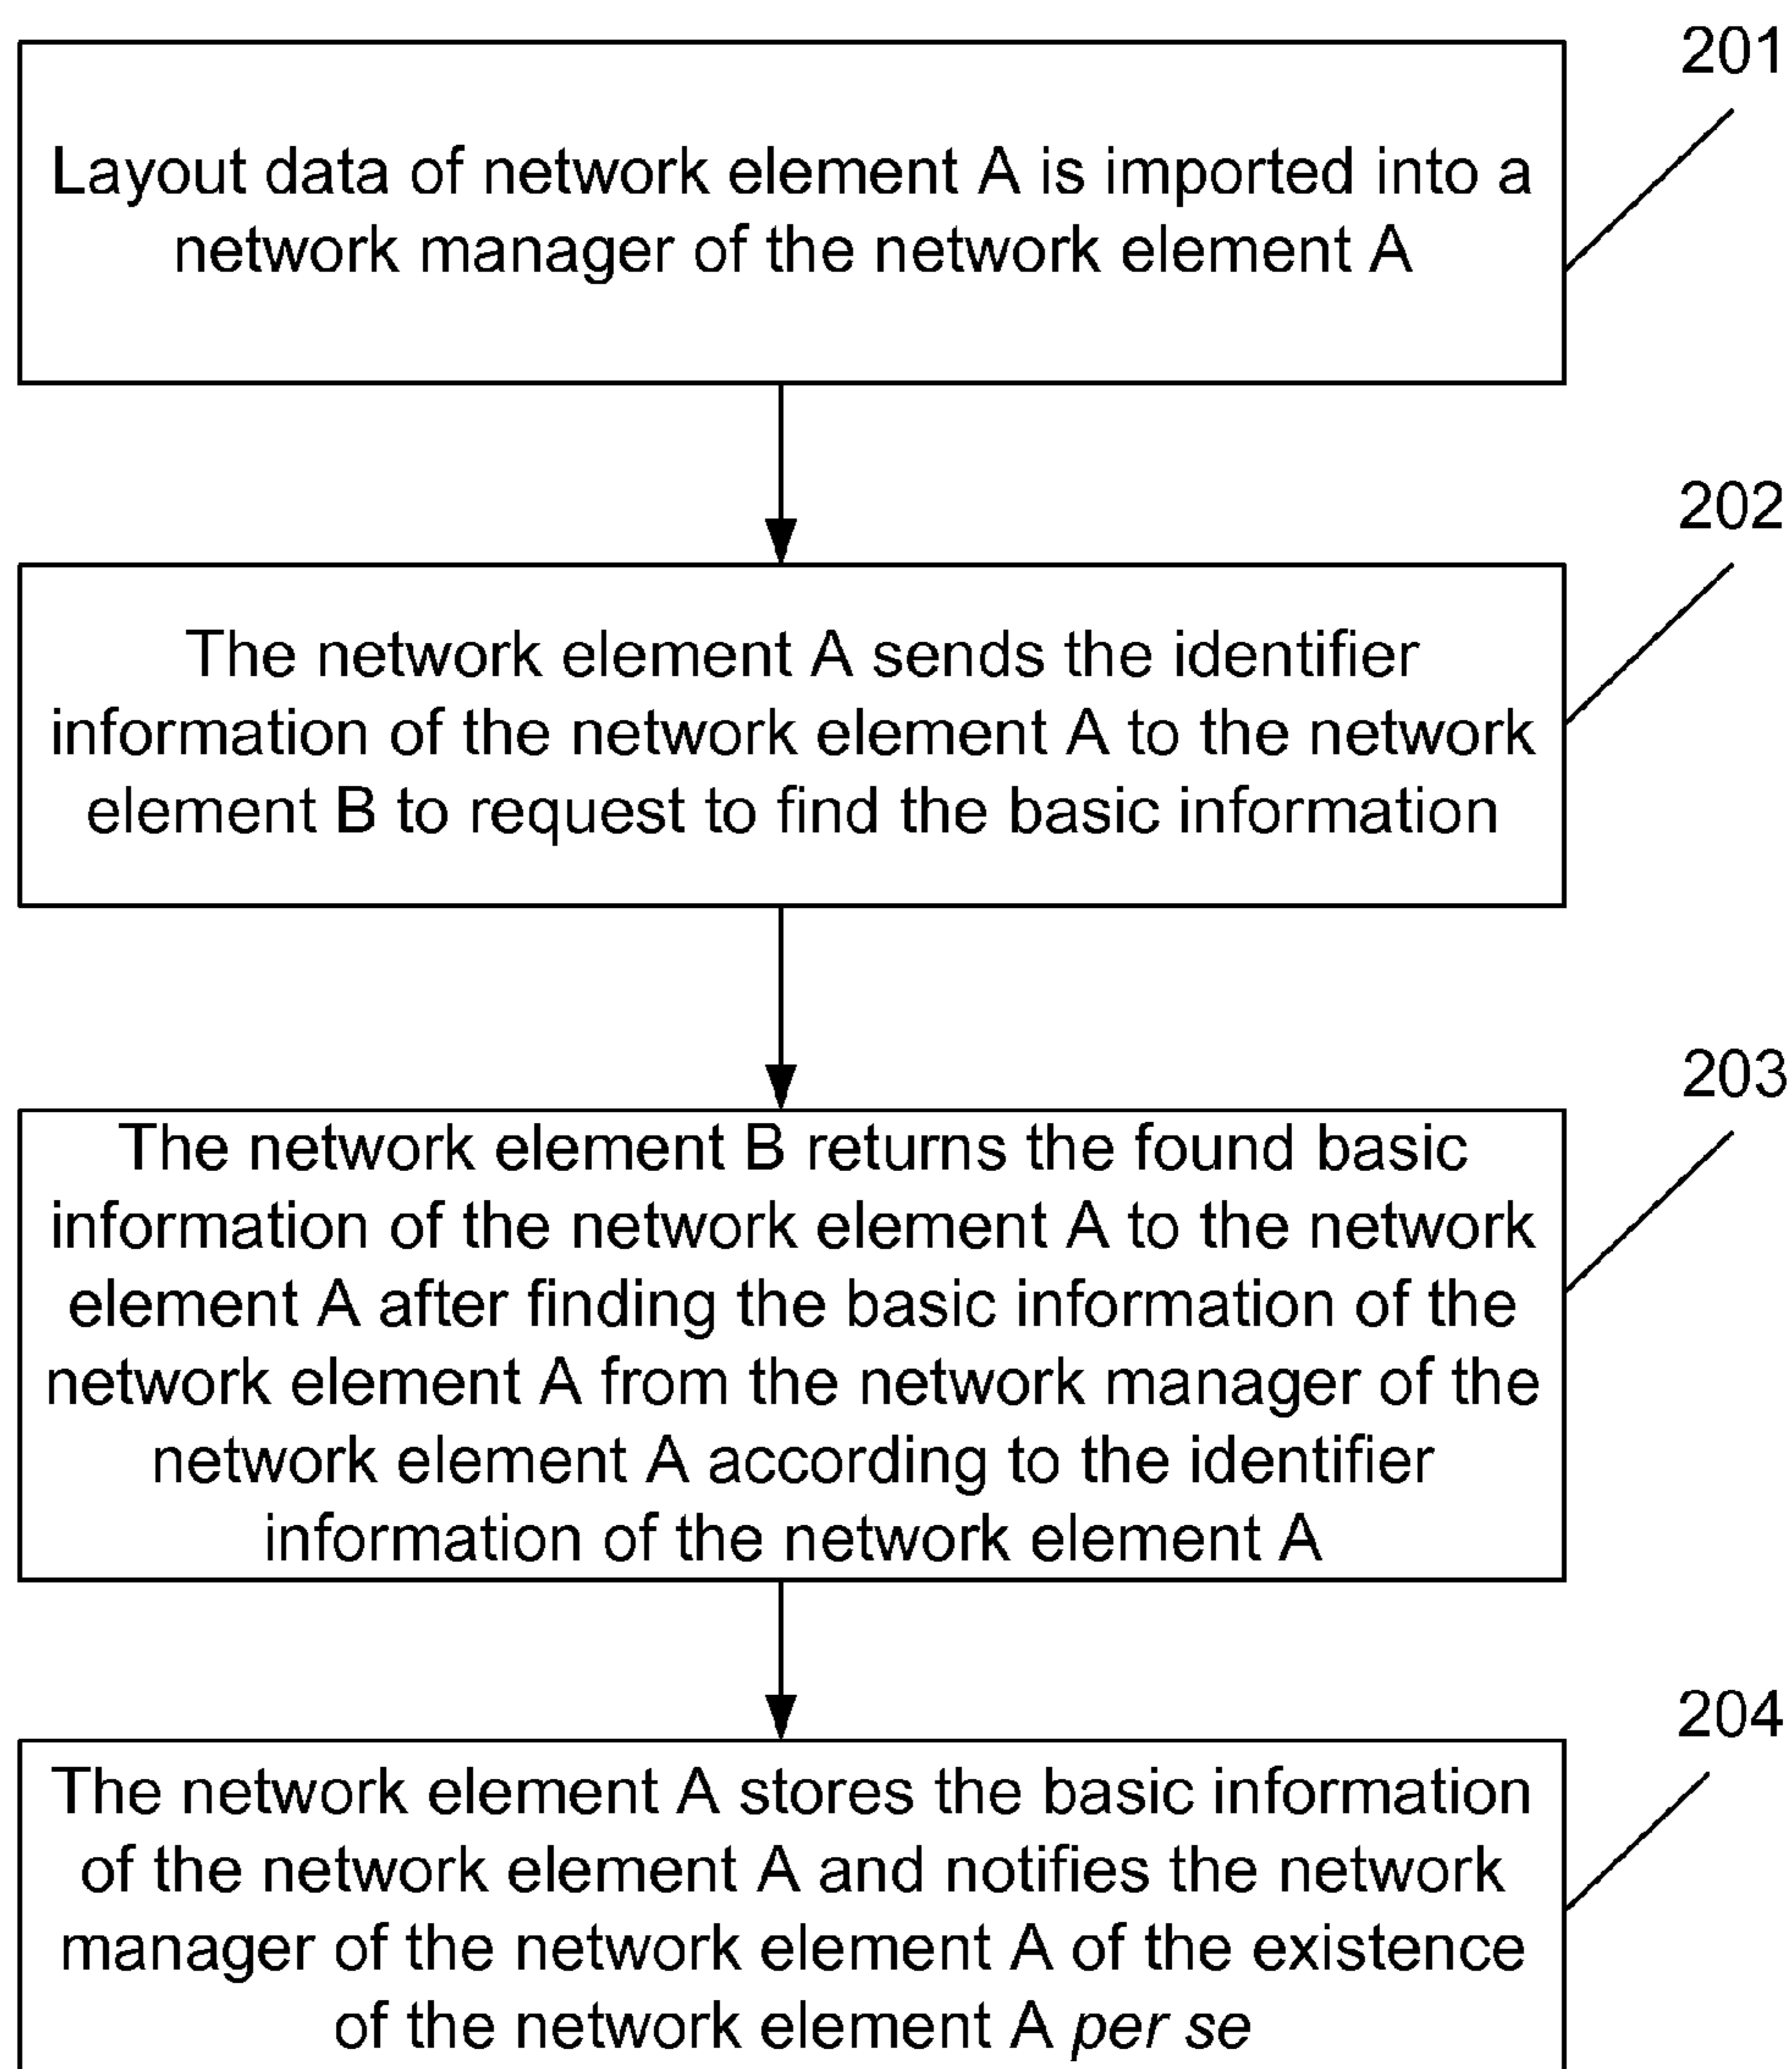 201
Layout data of network element A is imported into a
network manager of the network element A
202
The network element A sends the identifier
information of the network element A to the network
element B to request to find the basic information
203
The network element B returns the found basic
information of the network element A to the network
element A after finding the basic information of the
network element A from the network manager of the
network element A according to the identifier
information of the network element A
204
The network element A stores the basic information
of the network element A and notifies the network
manager of the network element A of the existence
of the network element A per se